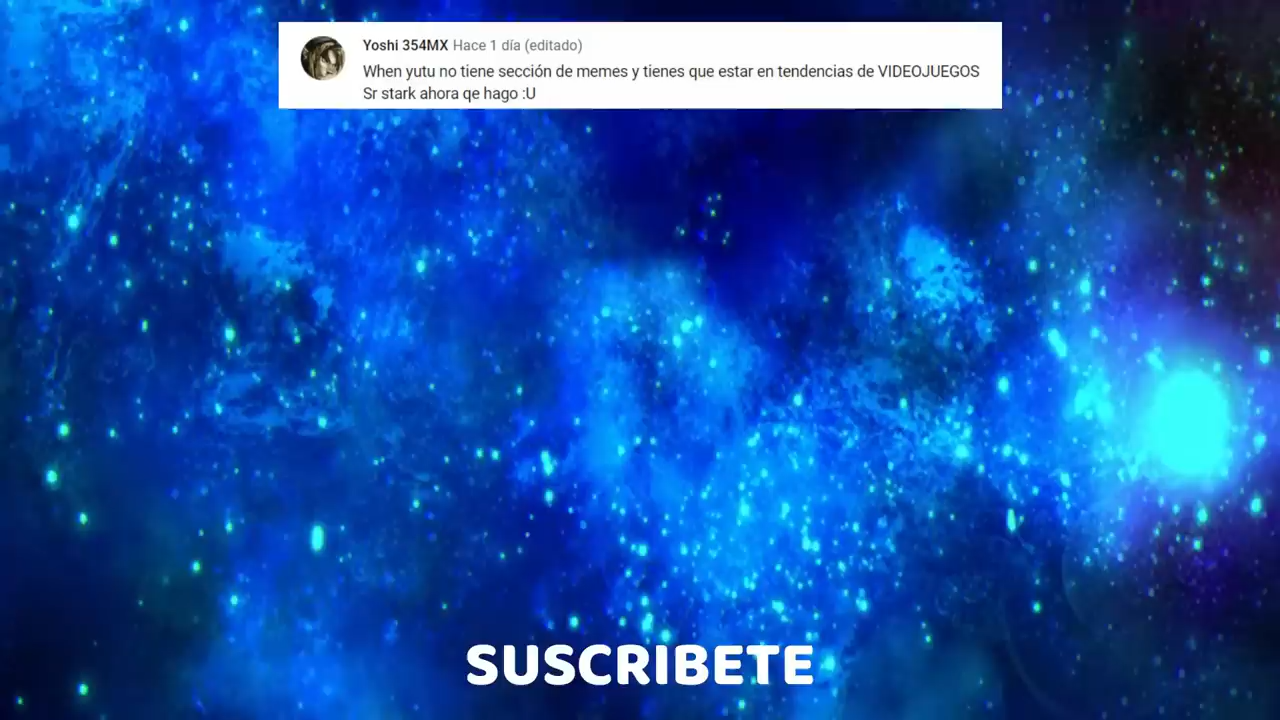 Yoshi 354MX Hace 1 día (editado)
When yutu no tiene sección de memes y tienes que estar en tendencias de VIDEOJUEGOS
Sr stark ahora qe hago :U
SUSCRIBETE